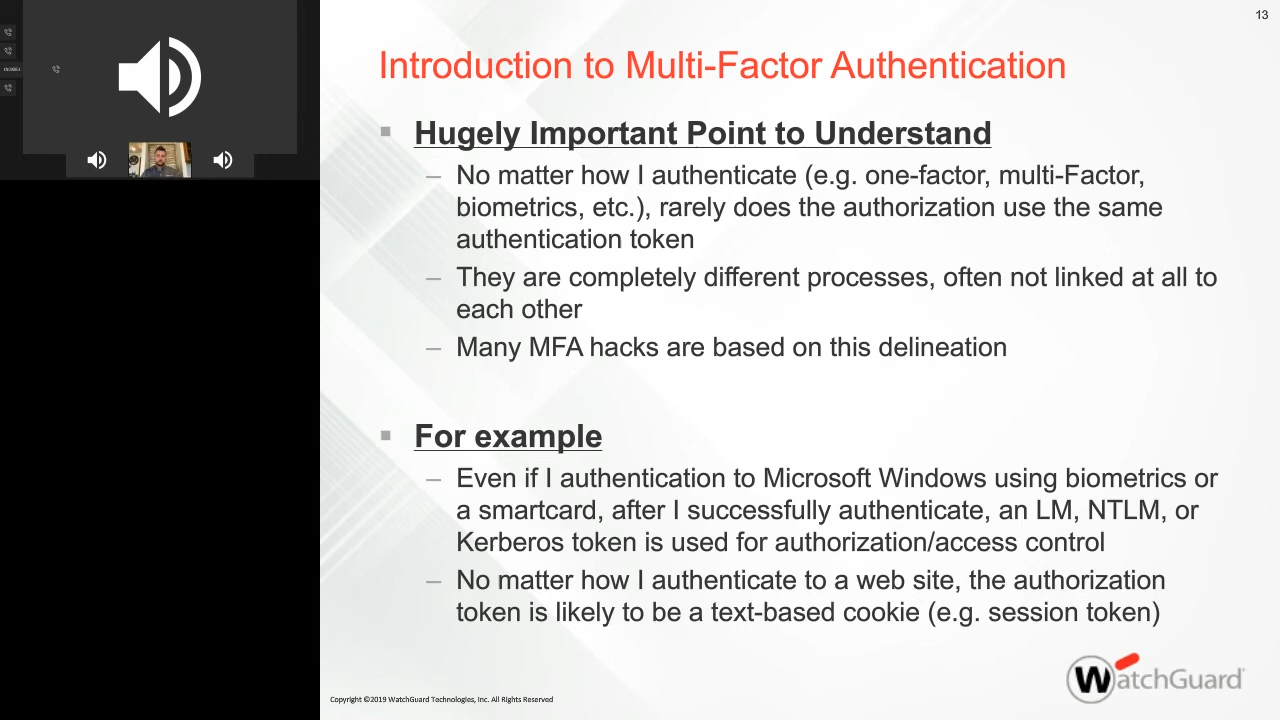 13
Introduction to Multi-Factor Authentication
Hugely Important Point to Understand
– No matter how I authenticate (e.g. one-factor, multi-Factor,
biometrics, etc.), rarely does the authorization use the same
authentication token
– They are completely different processes, often not linked at all to
each other
– Many MFA hacks are based on this delineation
For example
– Even if I authentication to Microsoft Windows using biometrics or
a smartcard, after I successfully authenticate, an LM, NTLM, or
Kerberos token is used for authorization/access control
– No matter how I authenticate to a web site, the authorization
token is likely to be a text-based cookie (e.g. session token)
WatchGuard
Copyright ©2019 WatchGuard Technologies, Inc. All Rights Reserved